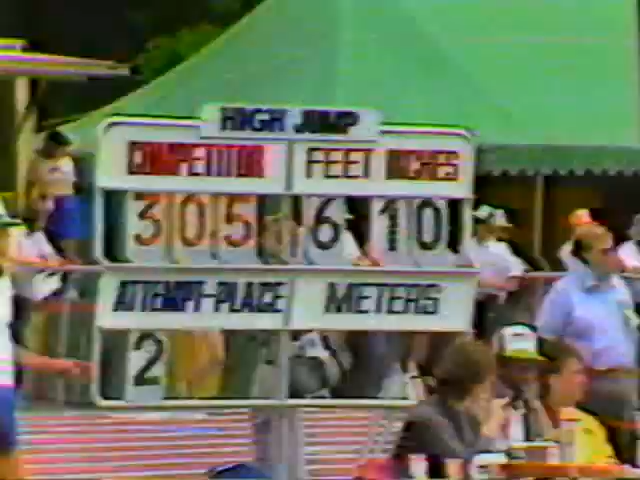 HIGH JUMP
COMPETITOR FEET INCHES
305 6 10
ATTEMPT-PLACE METERS
2